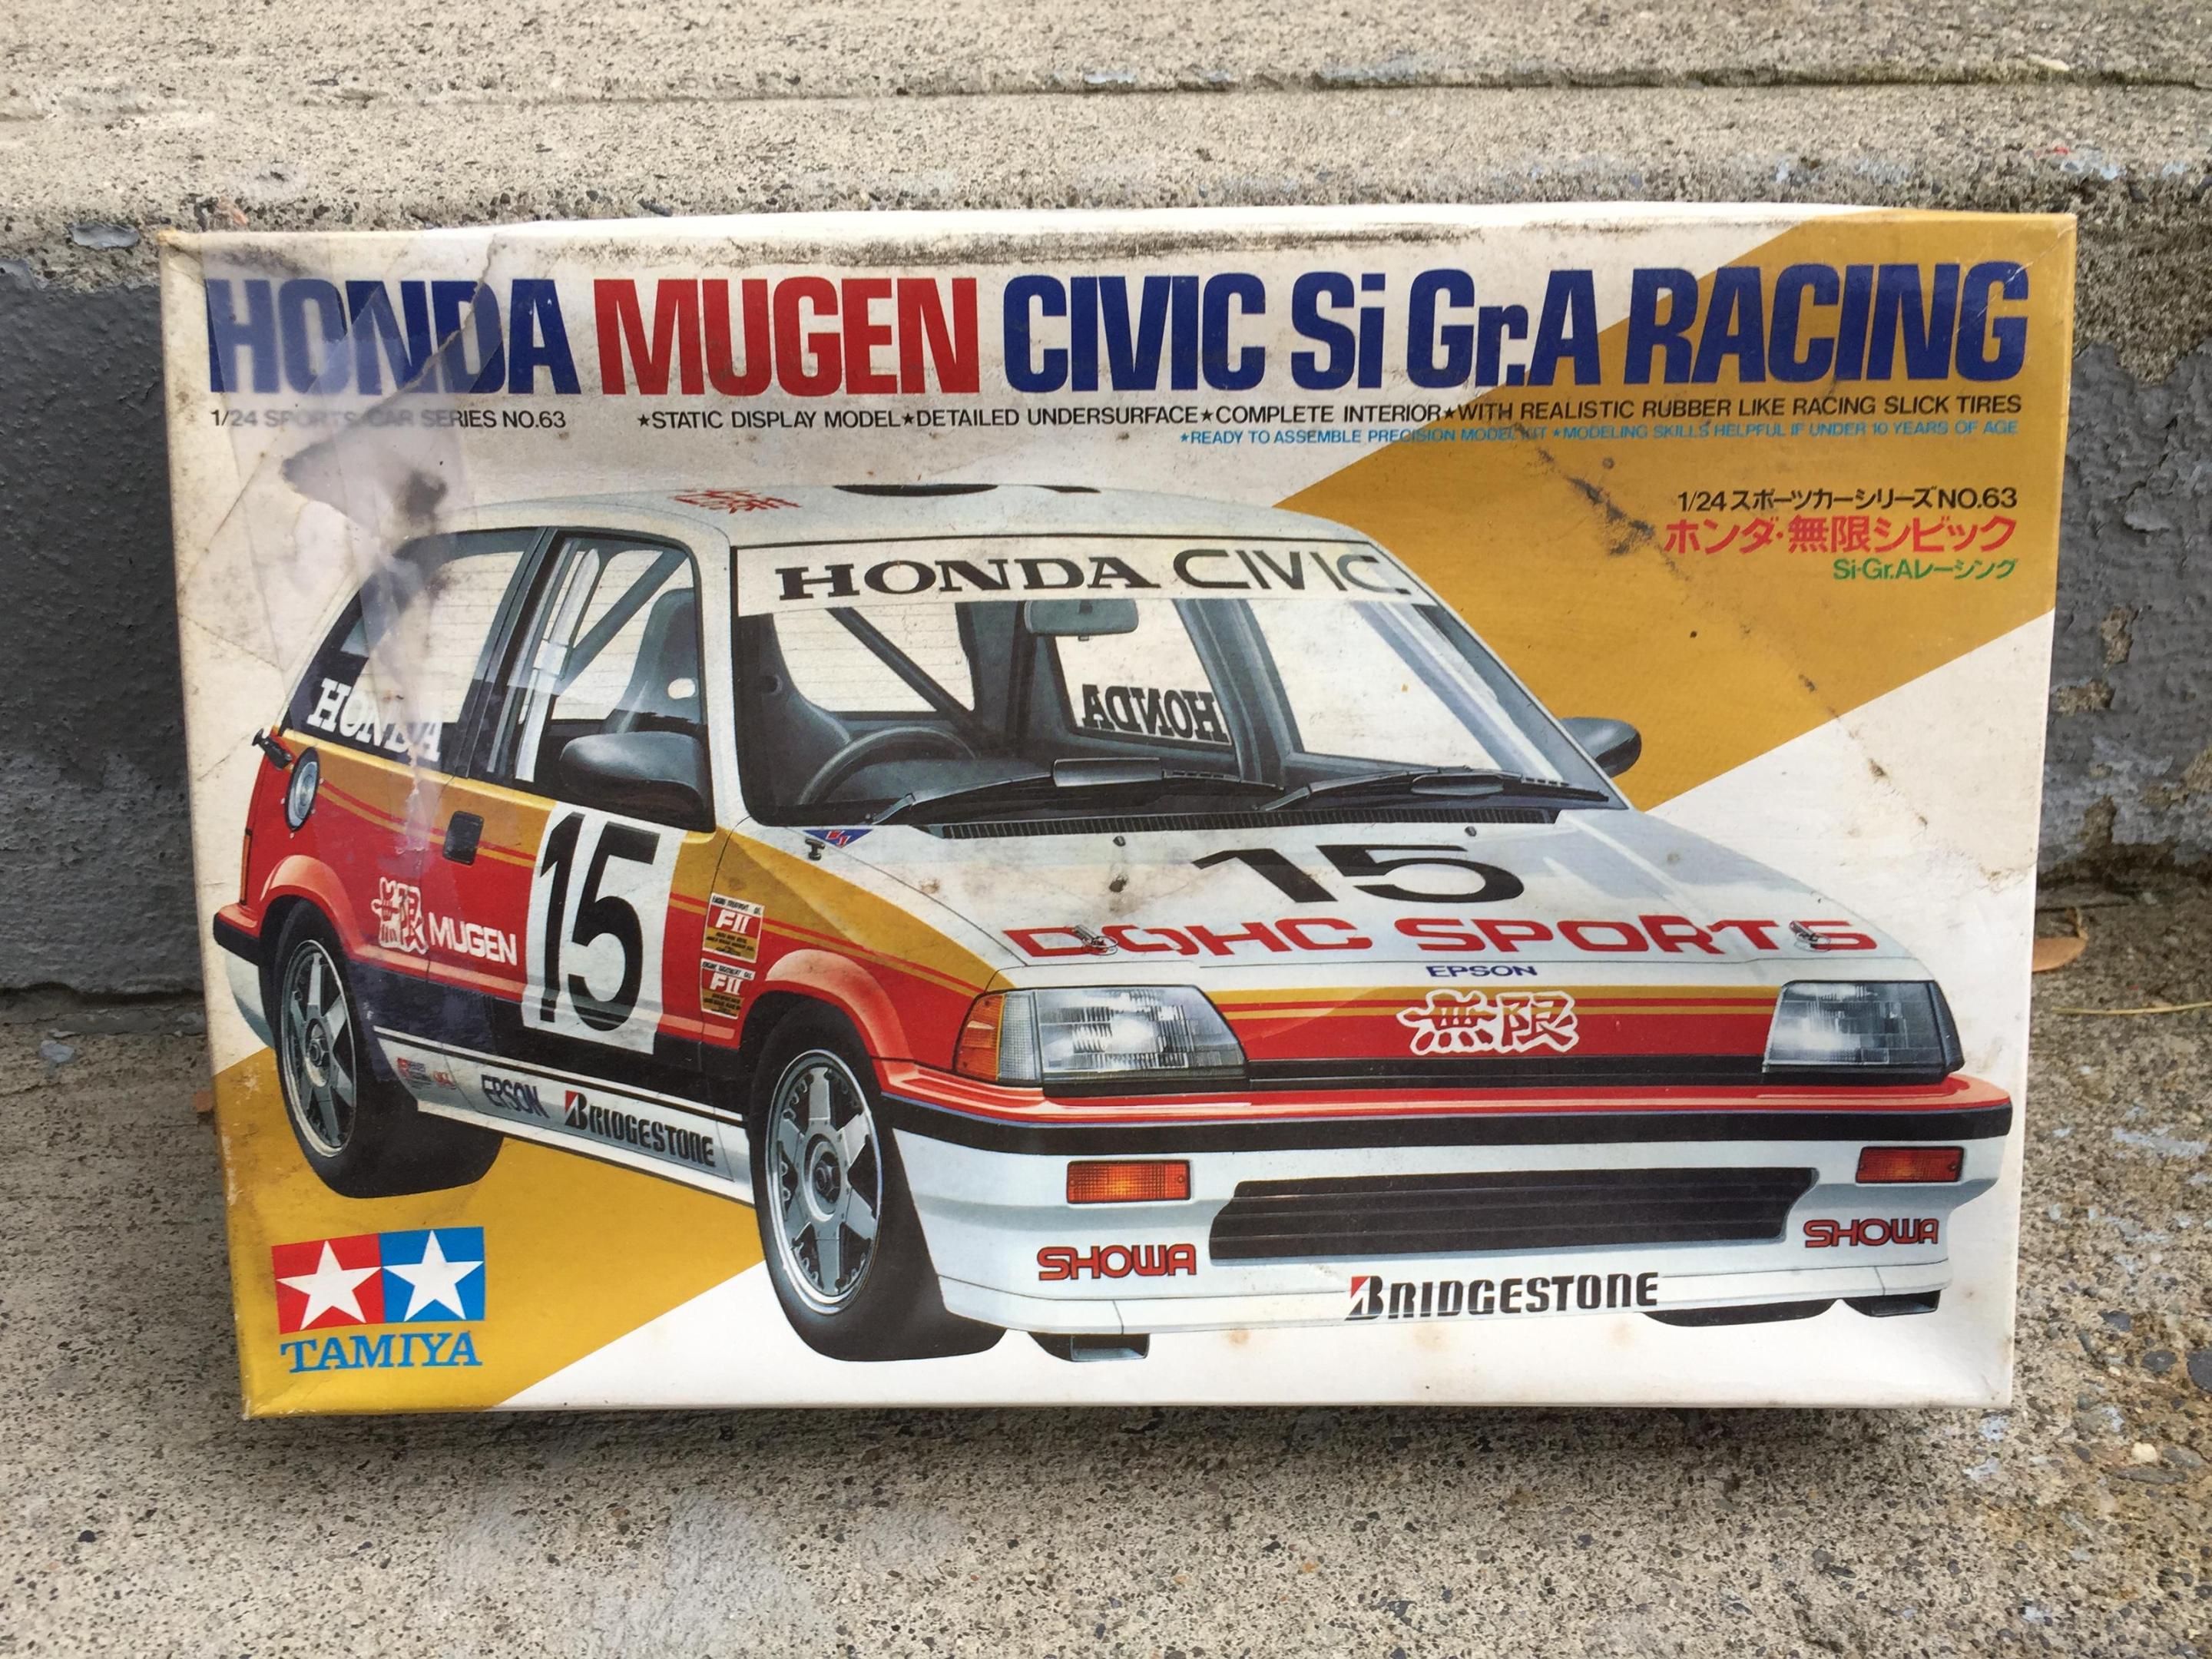 HONDA MUGEN CIVIC Si Gr.A RACING
1/24 SPORTS CAR SERIES NO.63 ★STATIC DISPLAY MODEL★DETAILED UNDERSURFACE★COMPLETE INTERIOR★WITH REALISTIC RUBBER LIKE RACING SLICK TIRES
★READY TO ASSEMBLE PRECISION MODEL KIT ★MODELING SKILLS HELPFUL IF UNDER 10 YEARS OF AGE
1/24スポーツカーシリーズNO.63
ホンダ・無限シビック
Si・Gr.Aレーシング
HONDA CIVIC
HONDA
HONDA
15
15
DOHC SPORTS
EPSON
無限
無限 MUGEN
FII
FII
EPSON BRIDGESTONE
SHOWA
SHOWA
BRIDGESTONE
TAMIYA